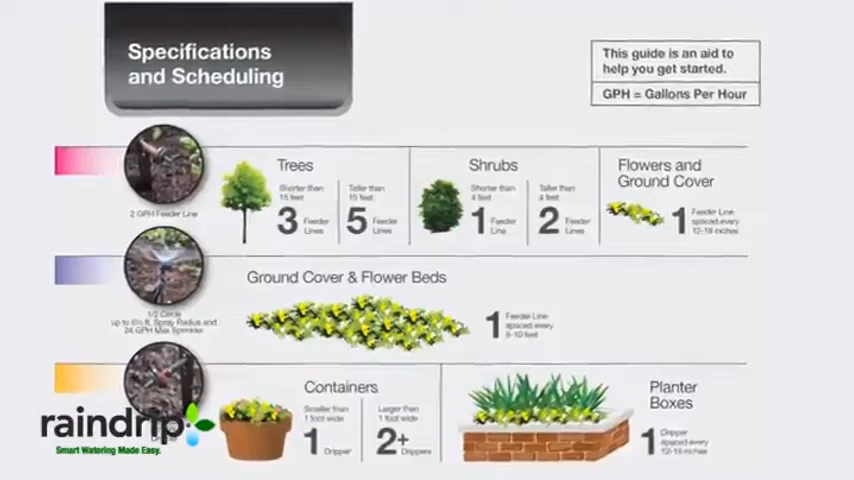 Specifications
and Scheduling
This guide is an aid to
help you get started.
GPH = Gallons Per Hour
2 GPH Feeder Line
Trees
Shorter than
15 feet
3 Feeder
Lines
Taller than
15 feet
5 Feeder
Lines
Shrubs
Shorter than
4 feet
1 Feeder
Line
Taller than
4 feet
2 Feeder
Lines
Flowers and
Ground Cover
1 Feeder Line
spaced every
12-18 inches
1/2 Circle
up to 6½ ft. Spray Radius and
24 GPH Max Sprinkler
Ground Cover & Flower Beds
1 Feeder Line
spaced every
8-10 feet
Containers
Smaller than
1 foot wide
1 Dripper
Larger than
1 foot wide
2+ Drippers
Planter
Boxes
1 Dripper
spaced every
12-18 inches
raindrip
Smart Watering Made Easy.